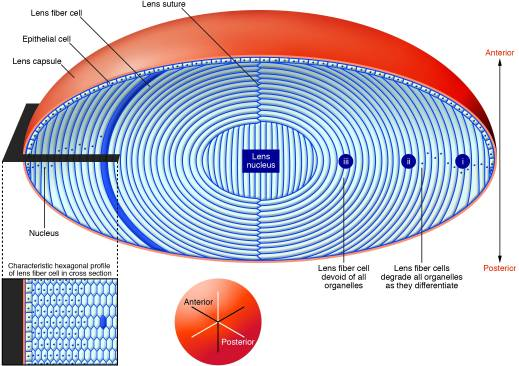 Lens suture
Lens fiber cell
Epithelial cell
Lens capsule
Anterior
Lens
nucleus
iii
ii
i
Nucleus
Posterior
Characteristic hexagonal profile
of lens fiber cell in cross section
Lens fiber cell
devoid of all
organelles
Lens fiber cells
degrade all organelles
as they differentiate
Anterior
Posterior